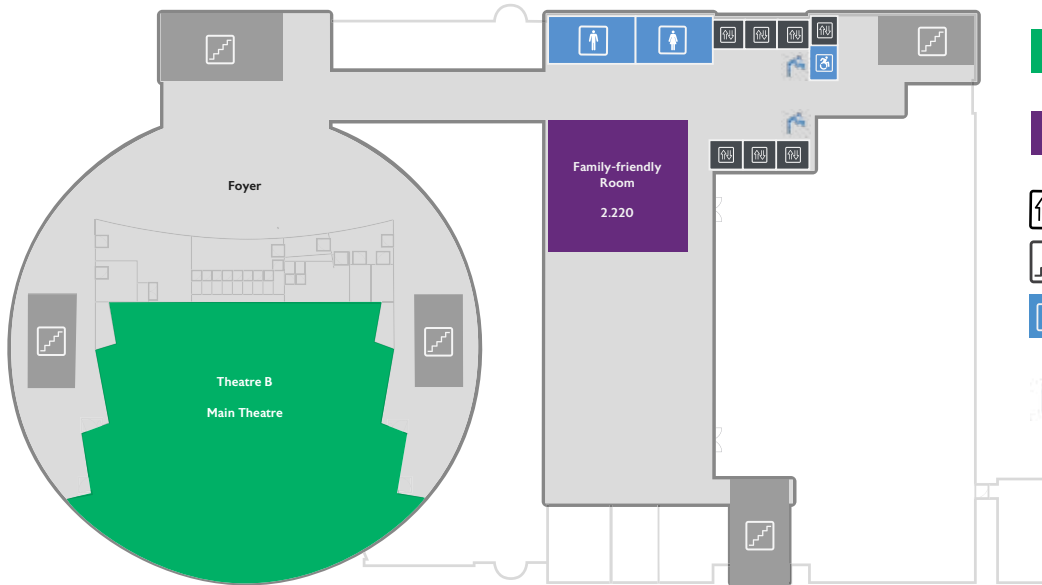 Family-friendly
Room
2.220
Foyer
Theatre B
Main Theatre